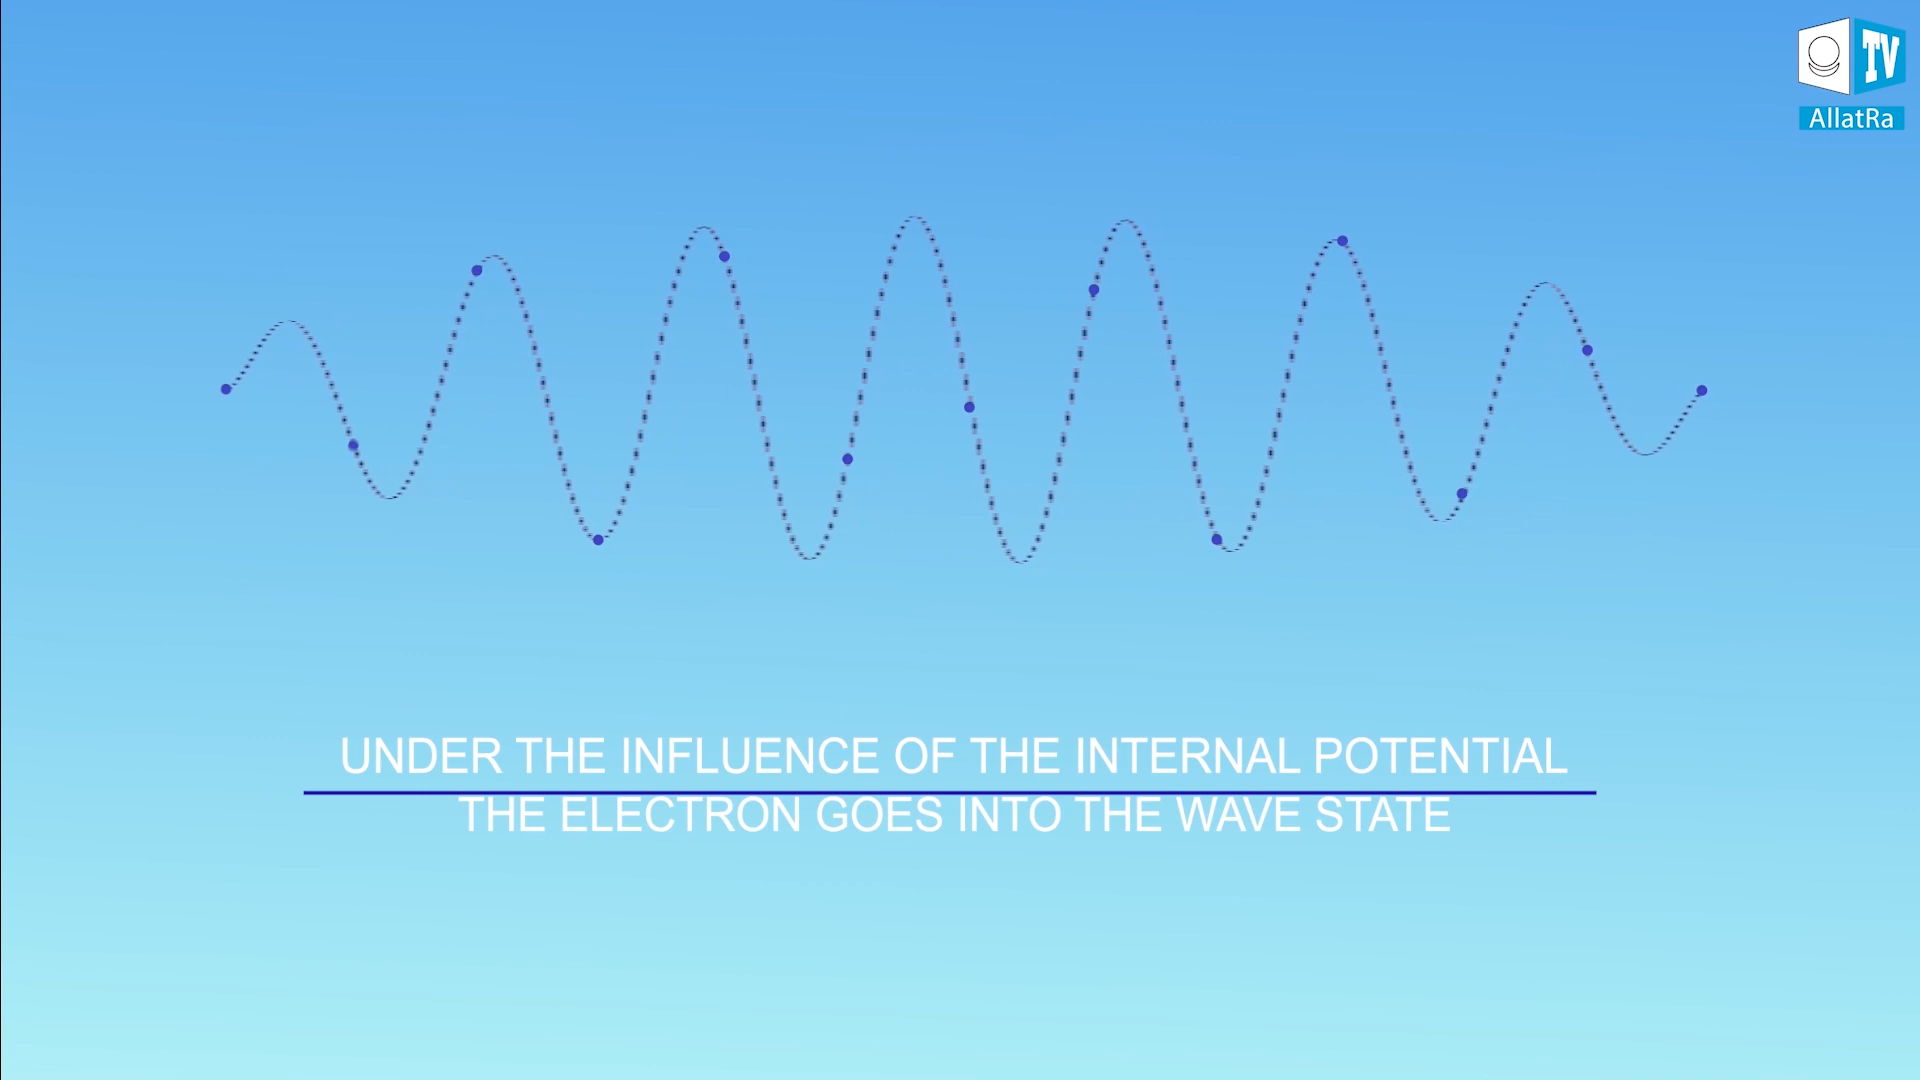 TV
AllatRa
UNDER THE INFLUENCE OF THE INTERNAL POTENTIAL
THE ELECTRON GOES INTO THE WAVE STATE